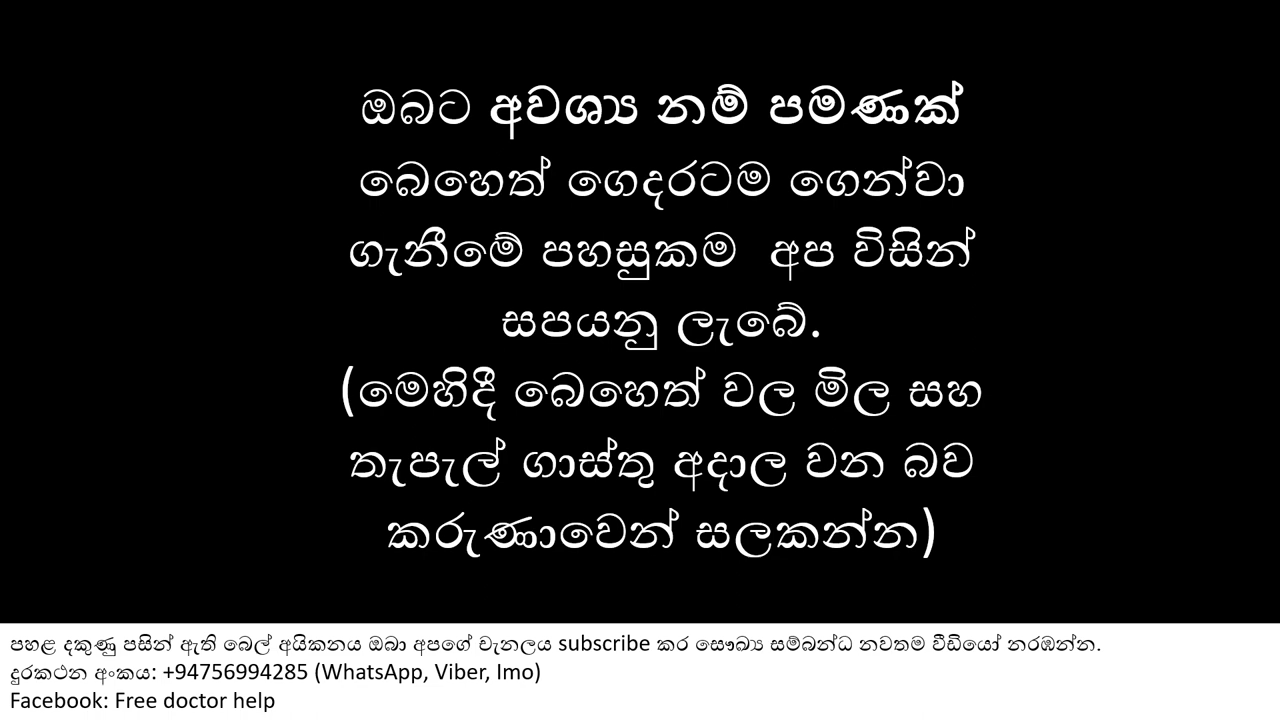 ඔබට අවශ්‍ය නම් පමණක්
බෙහෙත් ගෙදරටම ගෙන්වා
ගැනීමේ පහසුකම  අප විසින්
සපයනු ලැබේ.
(මෙහිදී බෙහෙත් වල මිල සහ
තැපැල් ගාස්තු අදාල වන බව
කරුණාවෙන් සලකන්න)
පහළ දකුණු පසින් ඇති බෙල් අයිකනය ඔබා අපගේ චැනලය subscribe කර සෞඛ්‍ය සම්බන්ධ නවතම වීඩියෝ නරඹන්න.
දුරකථන අංකය: +94756994285 (WhatsApp, Viber, Imo)
Facebook: Free doctor help